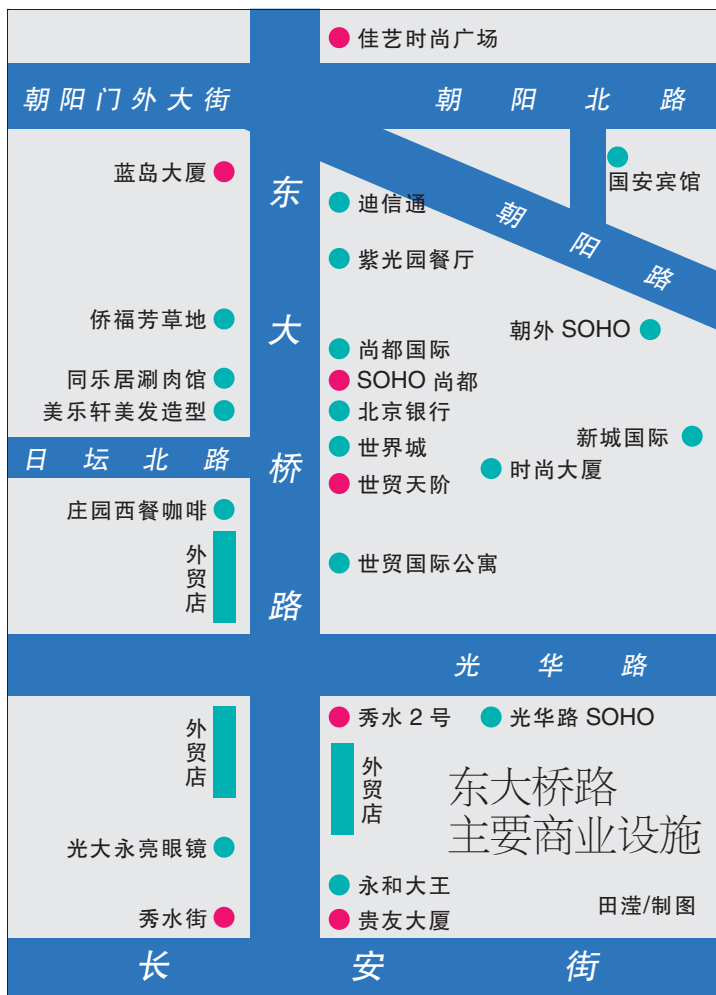 佳艺时尚广场
朝阳门外大街
朝阳北路
蓝岛大厦
国安宾馆
迪信通
朝阳路
紫光园餐厅
侨福芳草地
朝外 SOHO
尚都国际
同乐居涮肉馆
SOHO 尚都
美乐轩美发造型
北京银行
新城国际
世界城
日坛北路
时尚大厦
世贸天阶
庄园西餐咖啡
外贸店
世贸国际公寓
东大桥路
光华路
秀水 2 号
光华路 SOHO
外贸店
外贸店
东大桥路
主要商业设施
光大永亮眼镜
永和大王
田滢/制图
秀水街
贵友大厦
长安街